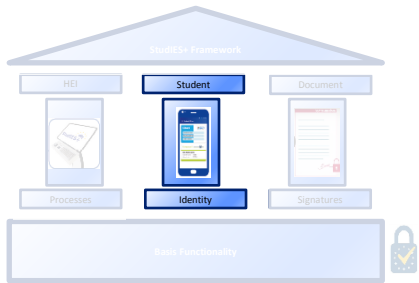 StudIES+ Framework
HEI
Student
Document
Processes
Identity
Signatures
Basis Functionality